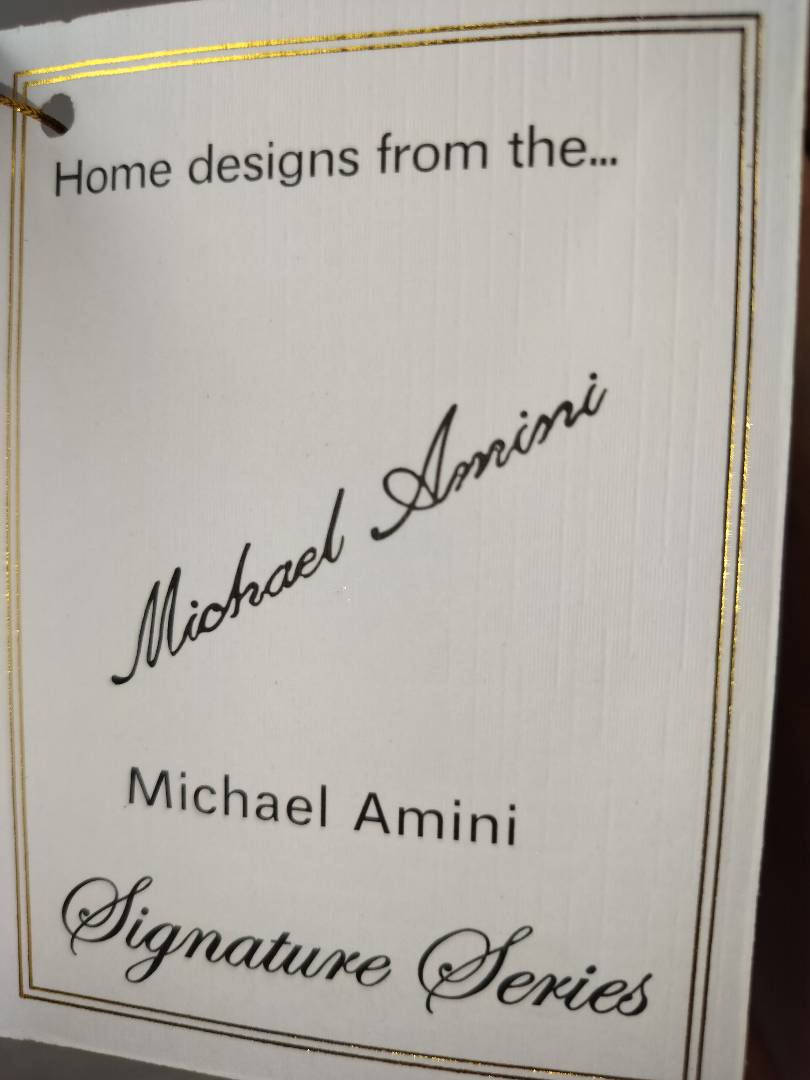 Home designs from the...
Michael Amini
Michael Amini
Signature Series